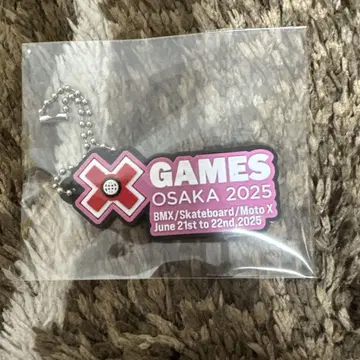 X GAMES
OSAKA 2025
BMX/Skateboard/Moto X
June 21st to 22nd,2025